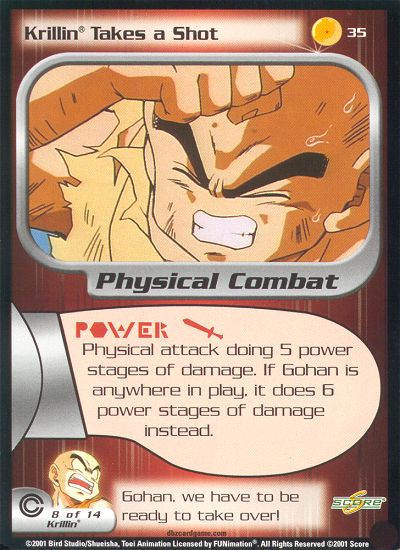 Krillin® Takes a Shot
35
Physical Combat
POWER
Physical attack doing 5 power
stages of damage. If Gohan is
anywhere in play, it does 6
power stages of damage
instead.
C
8 of 14
Krillin®
Gohan, we have to be
ready to take over!
SCORE
dbzcardgame.com
©2001 Bird Studio/Shueisha, Toei Animation Licensed by FUNimation®. All Rights Reserved ©2001 Score